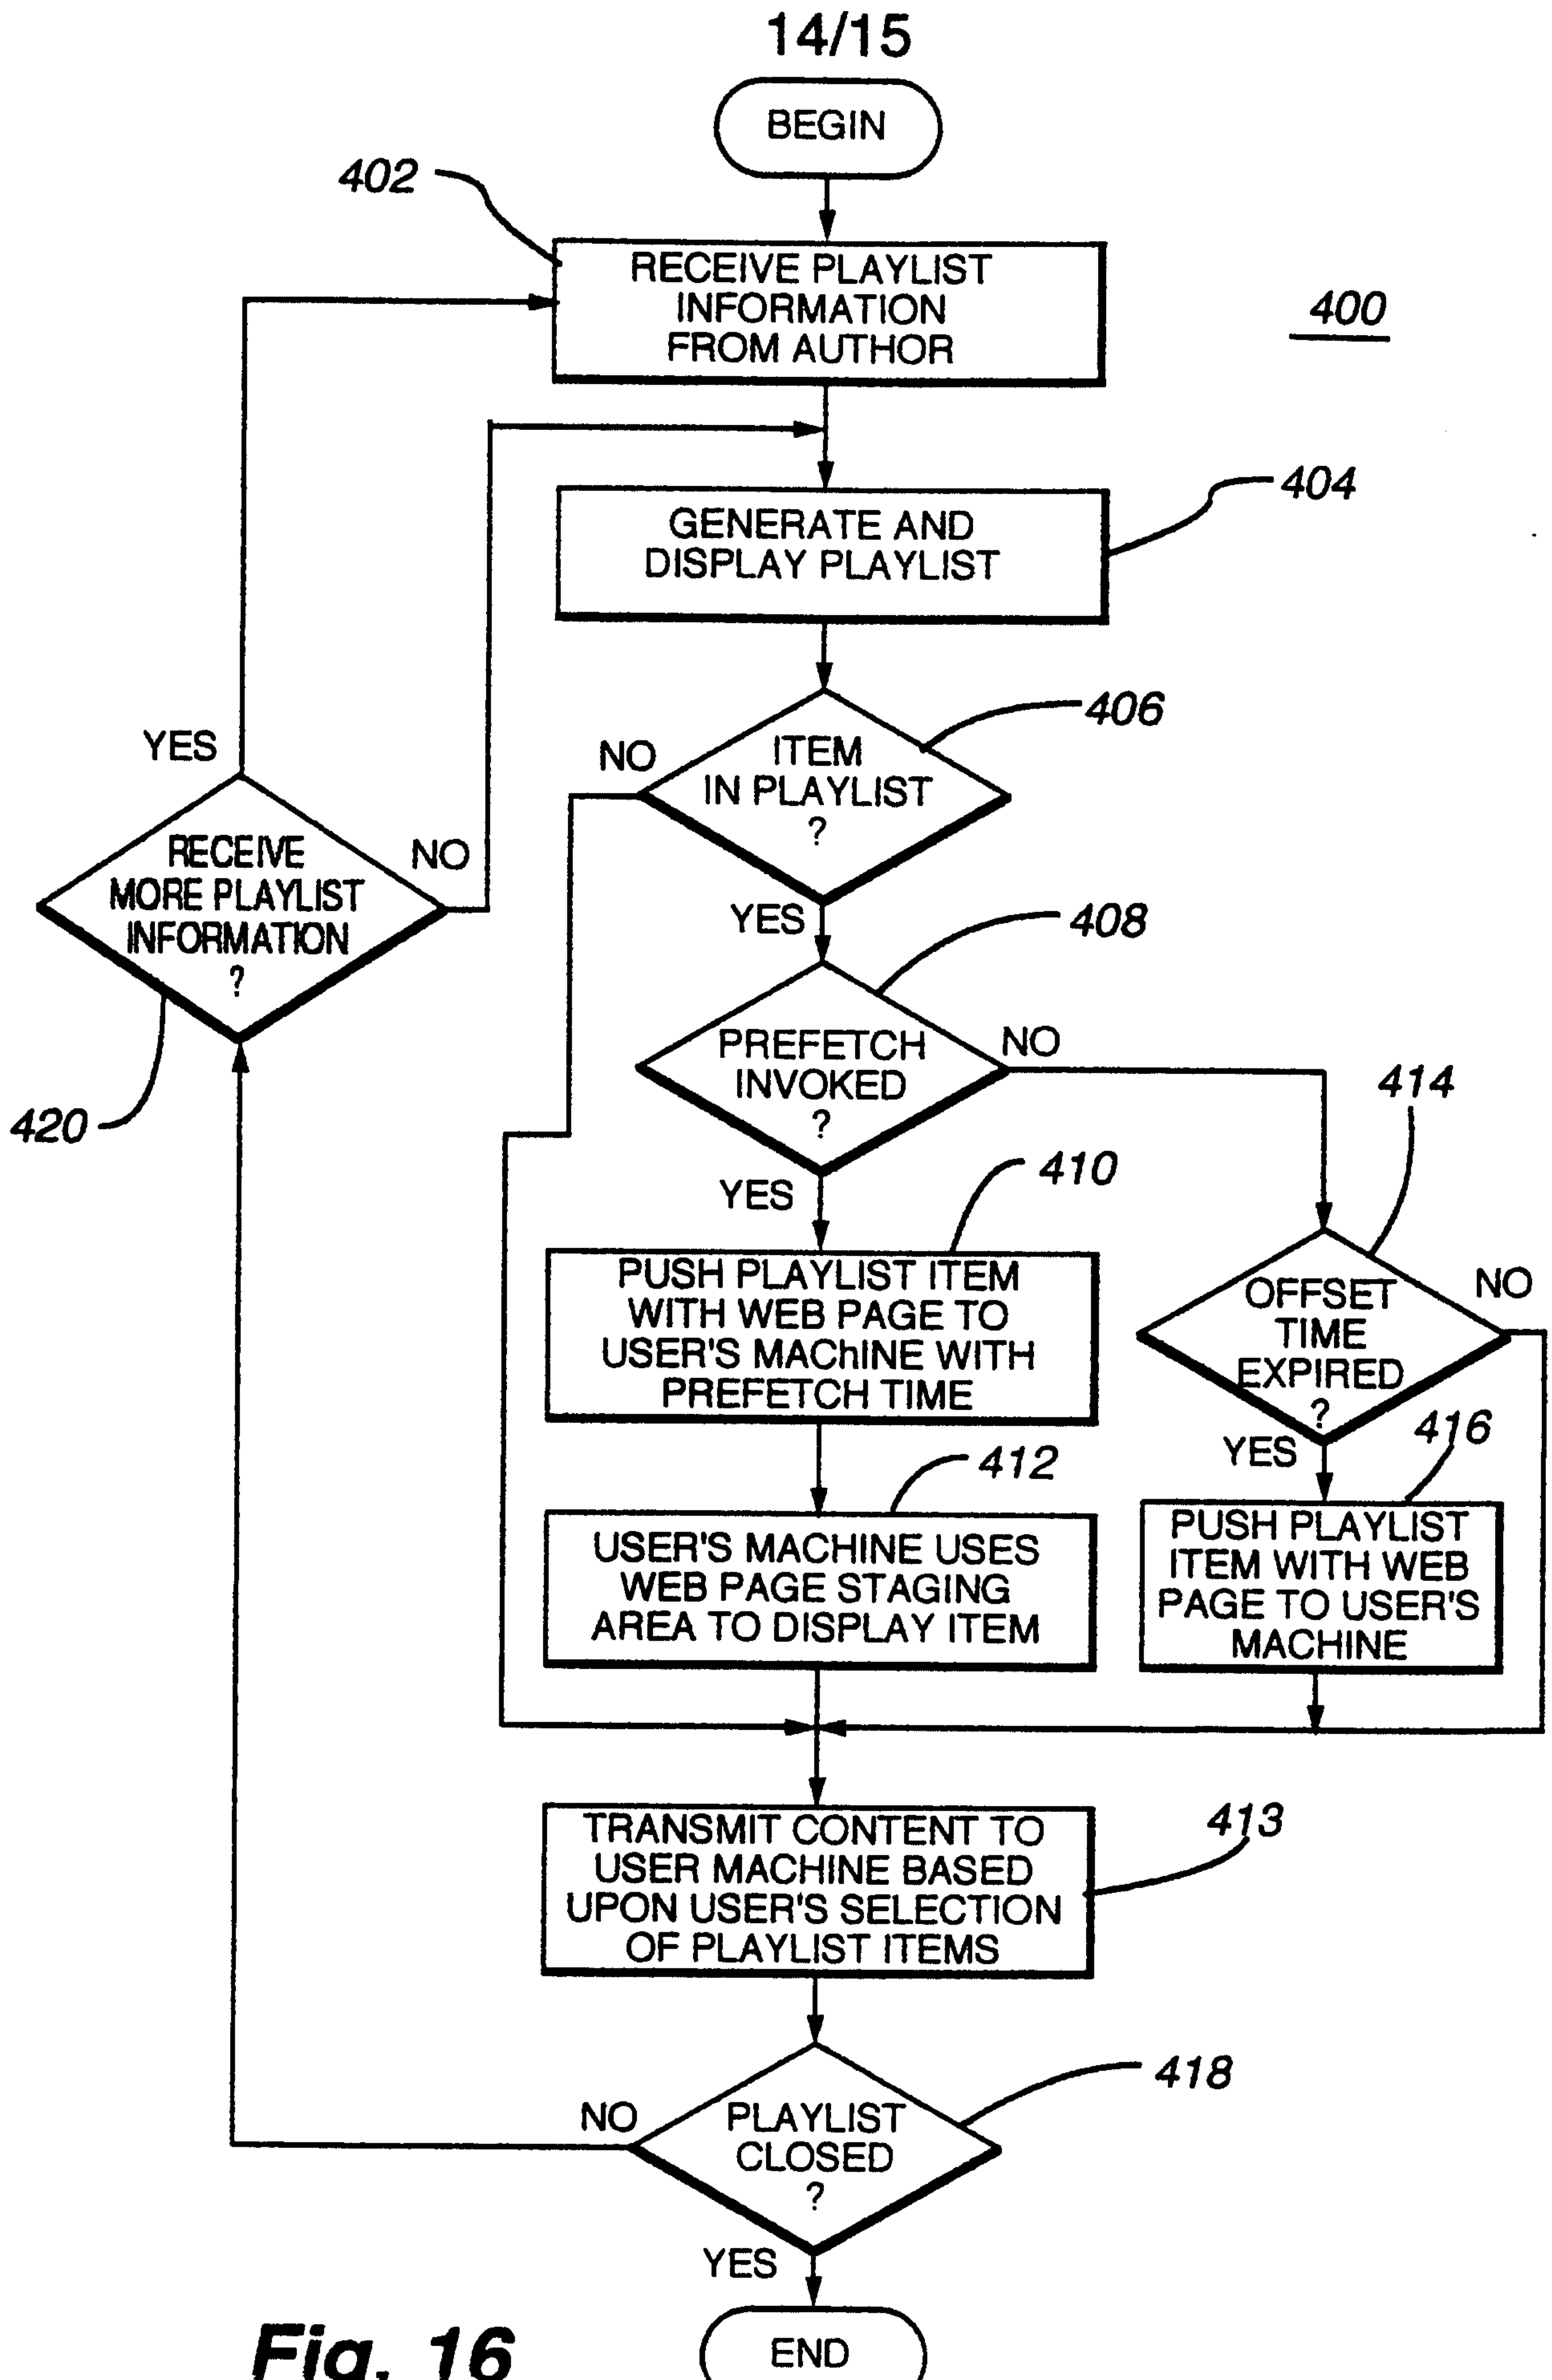 14/15
BEGIN
402
RECEIVE PLAYLIST
INFORMATION
FROM AUTHOR
400
404
GENERATE AND
DISPLAY PLAYLIST
406
NO
ITEM
IN PLAYLIST
?
YES
YES
RECEIVE
MORE PLAYLIST
INFORMATION
?
NO
420
408
PREFETCH
INVOKED
?
NO
YES
414
410
PUSH PLAYLIST ITEM
WITH WEB PAGE TO
USER'S MAChINE WITH
PREFETCH TIME
OFFSET
TIME
EXPIRED
?
NO
YES
416
412
USER'S MACHINE USES
WEB PAGE STAGING
AREA TO DISPLAY ITEM
PUSH PLAYLIST
ITEM WITH WEB
PAGE TO USER'S
MACHINE
413
TRANSMIT CONTENT TO
USER MACHINE BASED
UPON USER'S SELECTION
OF PLAYLIST ITEMS
418
NO
PLAYLIST
CLOSED
?
YES
END
Fig. 16